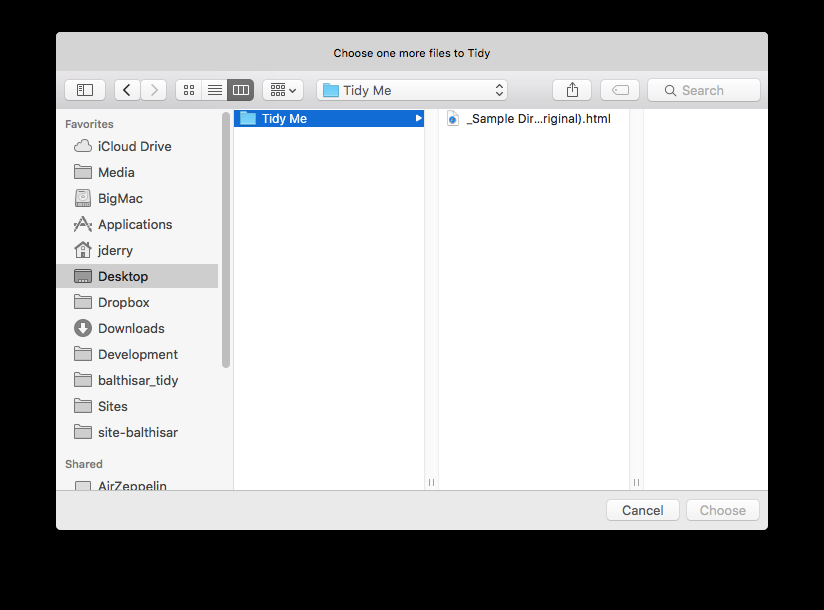 Choose one more files to Tidy
Tidy Me
Search
Favorites
iCloud Drive
Media
BigMac
Applications
jderry
Desktop
Dropbox
Downloads
Development
balthisar_tidy
Sites
site-balthisar
Shared
AirZeppelin
Tidy Me
_Sample Dir...riginal).html
Cancel
Choose